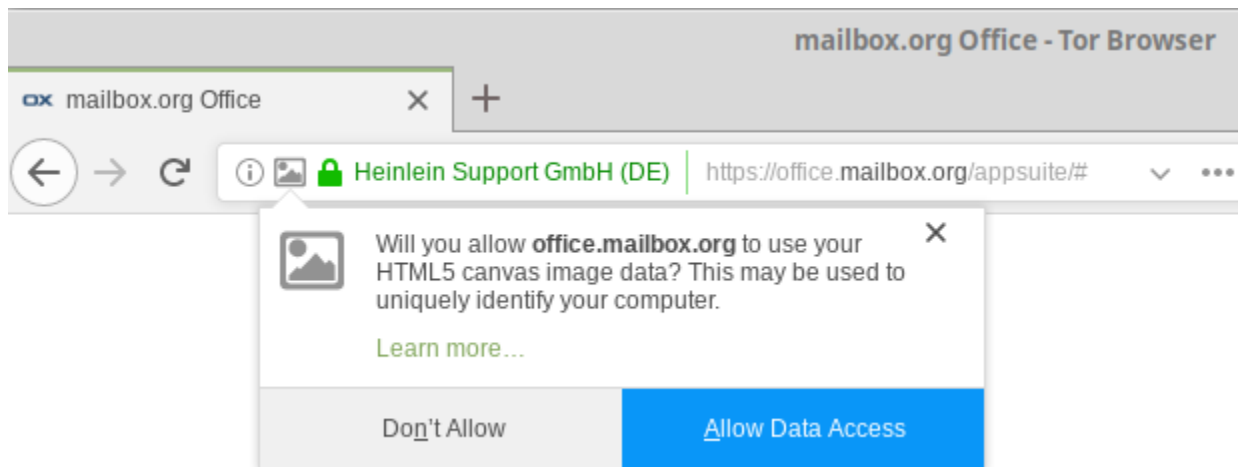 mailbox.org Office - Tor Browser
OX mailbox.org Office
Heinlein Support GmbH (DE) https://office.mailbox.org/appsuite/#
Will you allow office.mailbox.org to use your
HTML5 canvas image data? This may be used to
uniquely identify your computer.
Learn more…
Don't Allow Allow Data Access